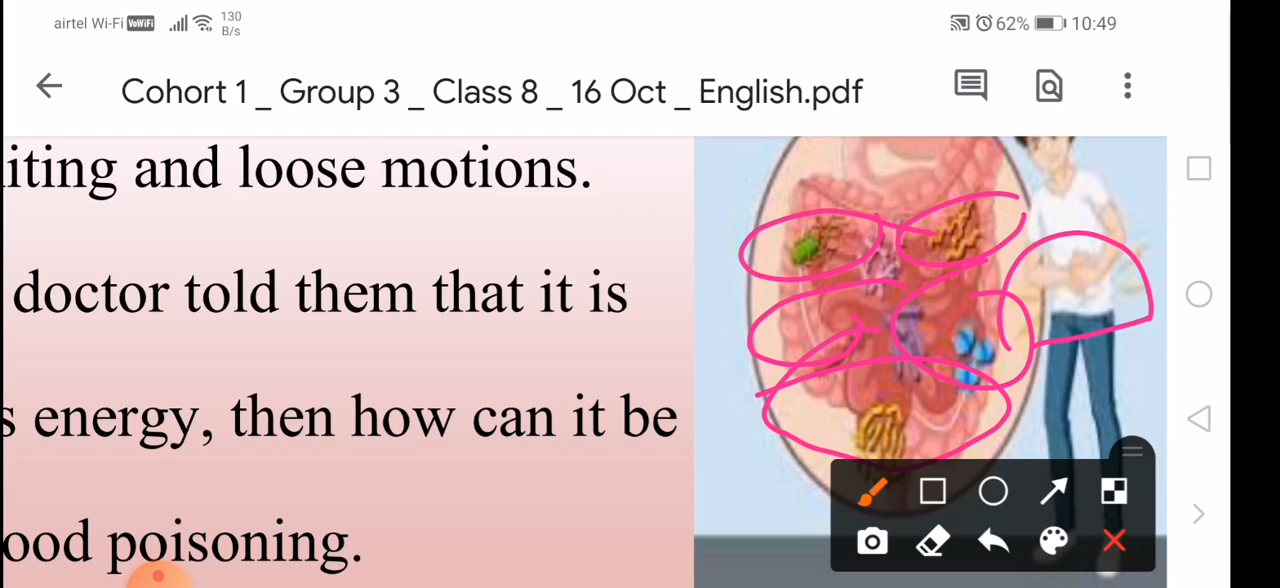 airtel Wi-Fi VoWiFi 130 B/s 62% 10:49
Cohort 1 _ Group 3 _ Class 8 _ 16 Oct _ English.pdf
iting and loose motions.
doctor told them that it is
s energy, then how can it be
ood poisoning.